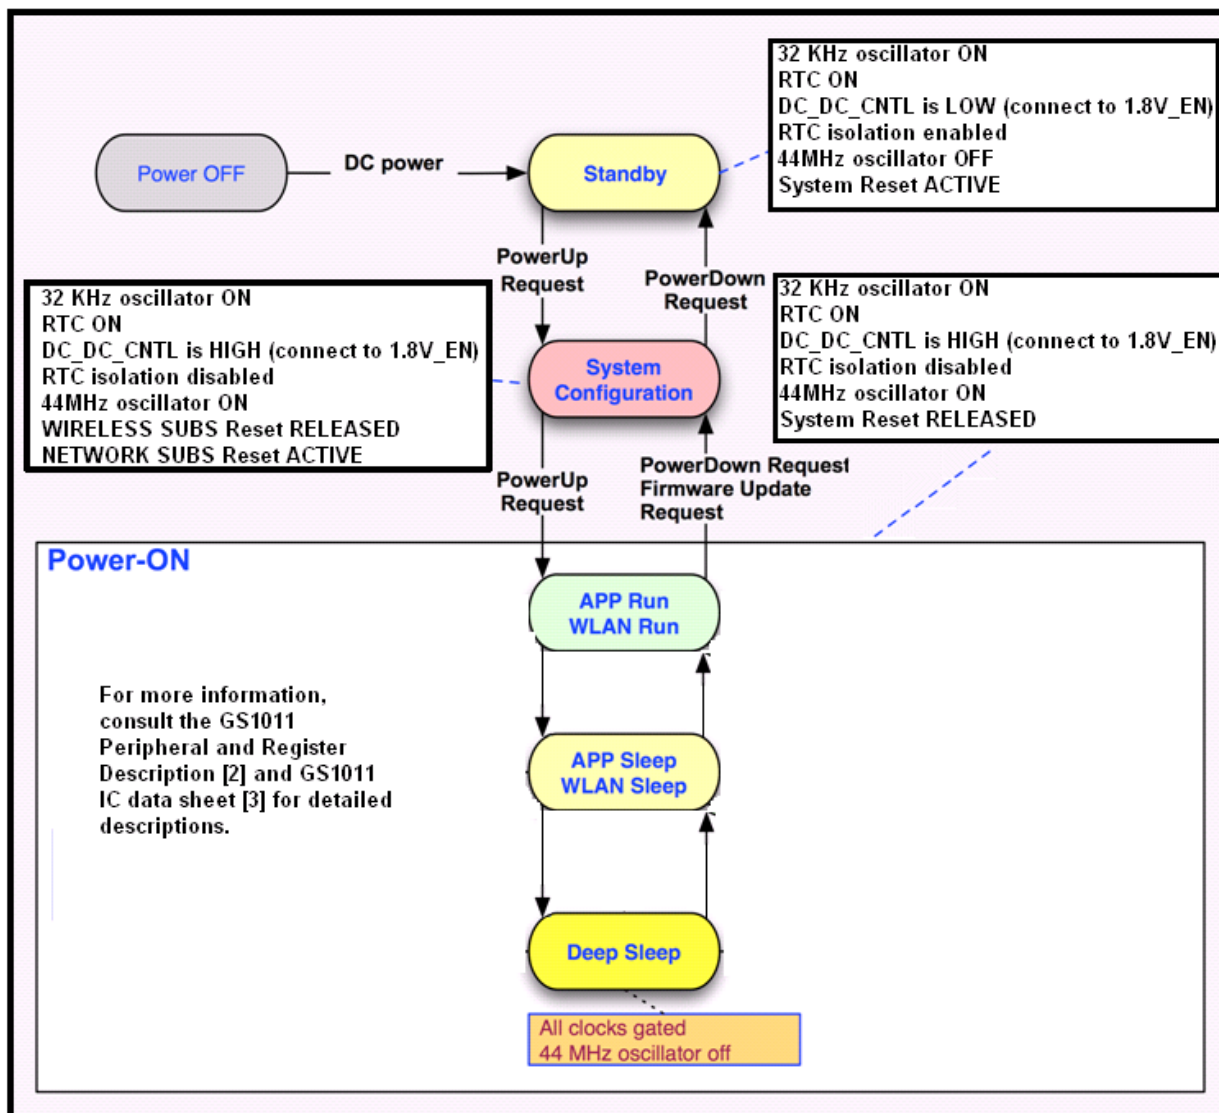 32 KHz oscillator ON
RTC ON
DC_DC_CNTL is LOW (connect to 1.8V_EN)
RTC isolation enabled
44MHz oscillator OFF
System Reset ACTIVE
Power OFF
DC power
Standby
PowerUp
Request
PowerDown
Request
32 KHz oscillator ON
RTC ON
DC_DC_CNTL is HIGH (connect to 1.8V_EN)
RTC isolation disabled
44MHz oscillator ON
WIRELESS SUBS Reset RELEASED
NETWORK SUBS Reset ACTIVE
System
Configuration
32 KHz oscillator ON
RTC ON
DC_DC_CNTL is HIGH (connect to 1.8V_EN)
RTC isolation disabled
44MHz oscillator ON
System Reset RELEASED
PowerUp
Request
PowerDown Request
Firmware Update
Request
Power-ON
APP Run
WLAN Run
For more information,
consult the GS1011
Peripheral and Register
Description [2] and GS1011
IC data sheet [3] for detailed
descriptions.
APP Sleep
WLAN Sleep
Deep Sleep
All clocks gated
44 MHz oscillator off